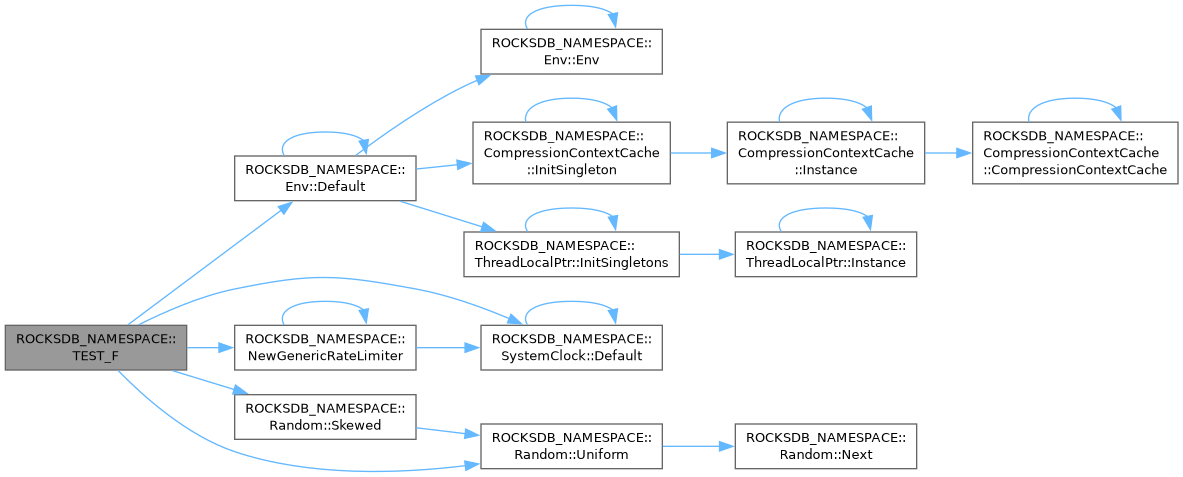 ROCKSDB_NAMESPACE::
Env::Env
ROCKSDB_NAMESPACE::
CompressionContextCache
::InitSingleton
ROCKSDB_NAMESPACE::
CompressionContextCache
::Instance
ROCKSDB_NAMESPACE::
CompressionContextCache
::CompressionContextCache
ROCKSDB_NAMESPACE::
Env::Default
ROCKSDB_NAMESPACE::
ThreadLocalPtr::InitSingletons
ROCKSDB_NAMESPACE::
ThreadLocalPtr::Instance
ROCKSDB_NAMESPACE::
TEST_F
ROCKSDB_NAMESPACE::
NewGenericRateLimiter
ROCKSDB_NAMESPACE::
SystemClock::Default
ROCKSDB_NAMESPACE::
Random::Skewed
ROCKSDB_NAMESPACE::
Random::Uniform
ROCKSDB_NAMESPACE::
Random::Next